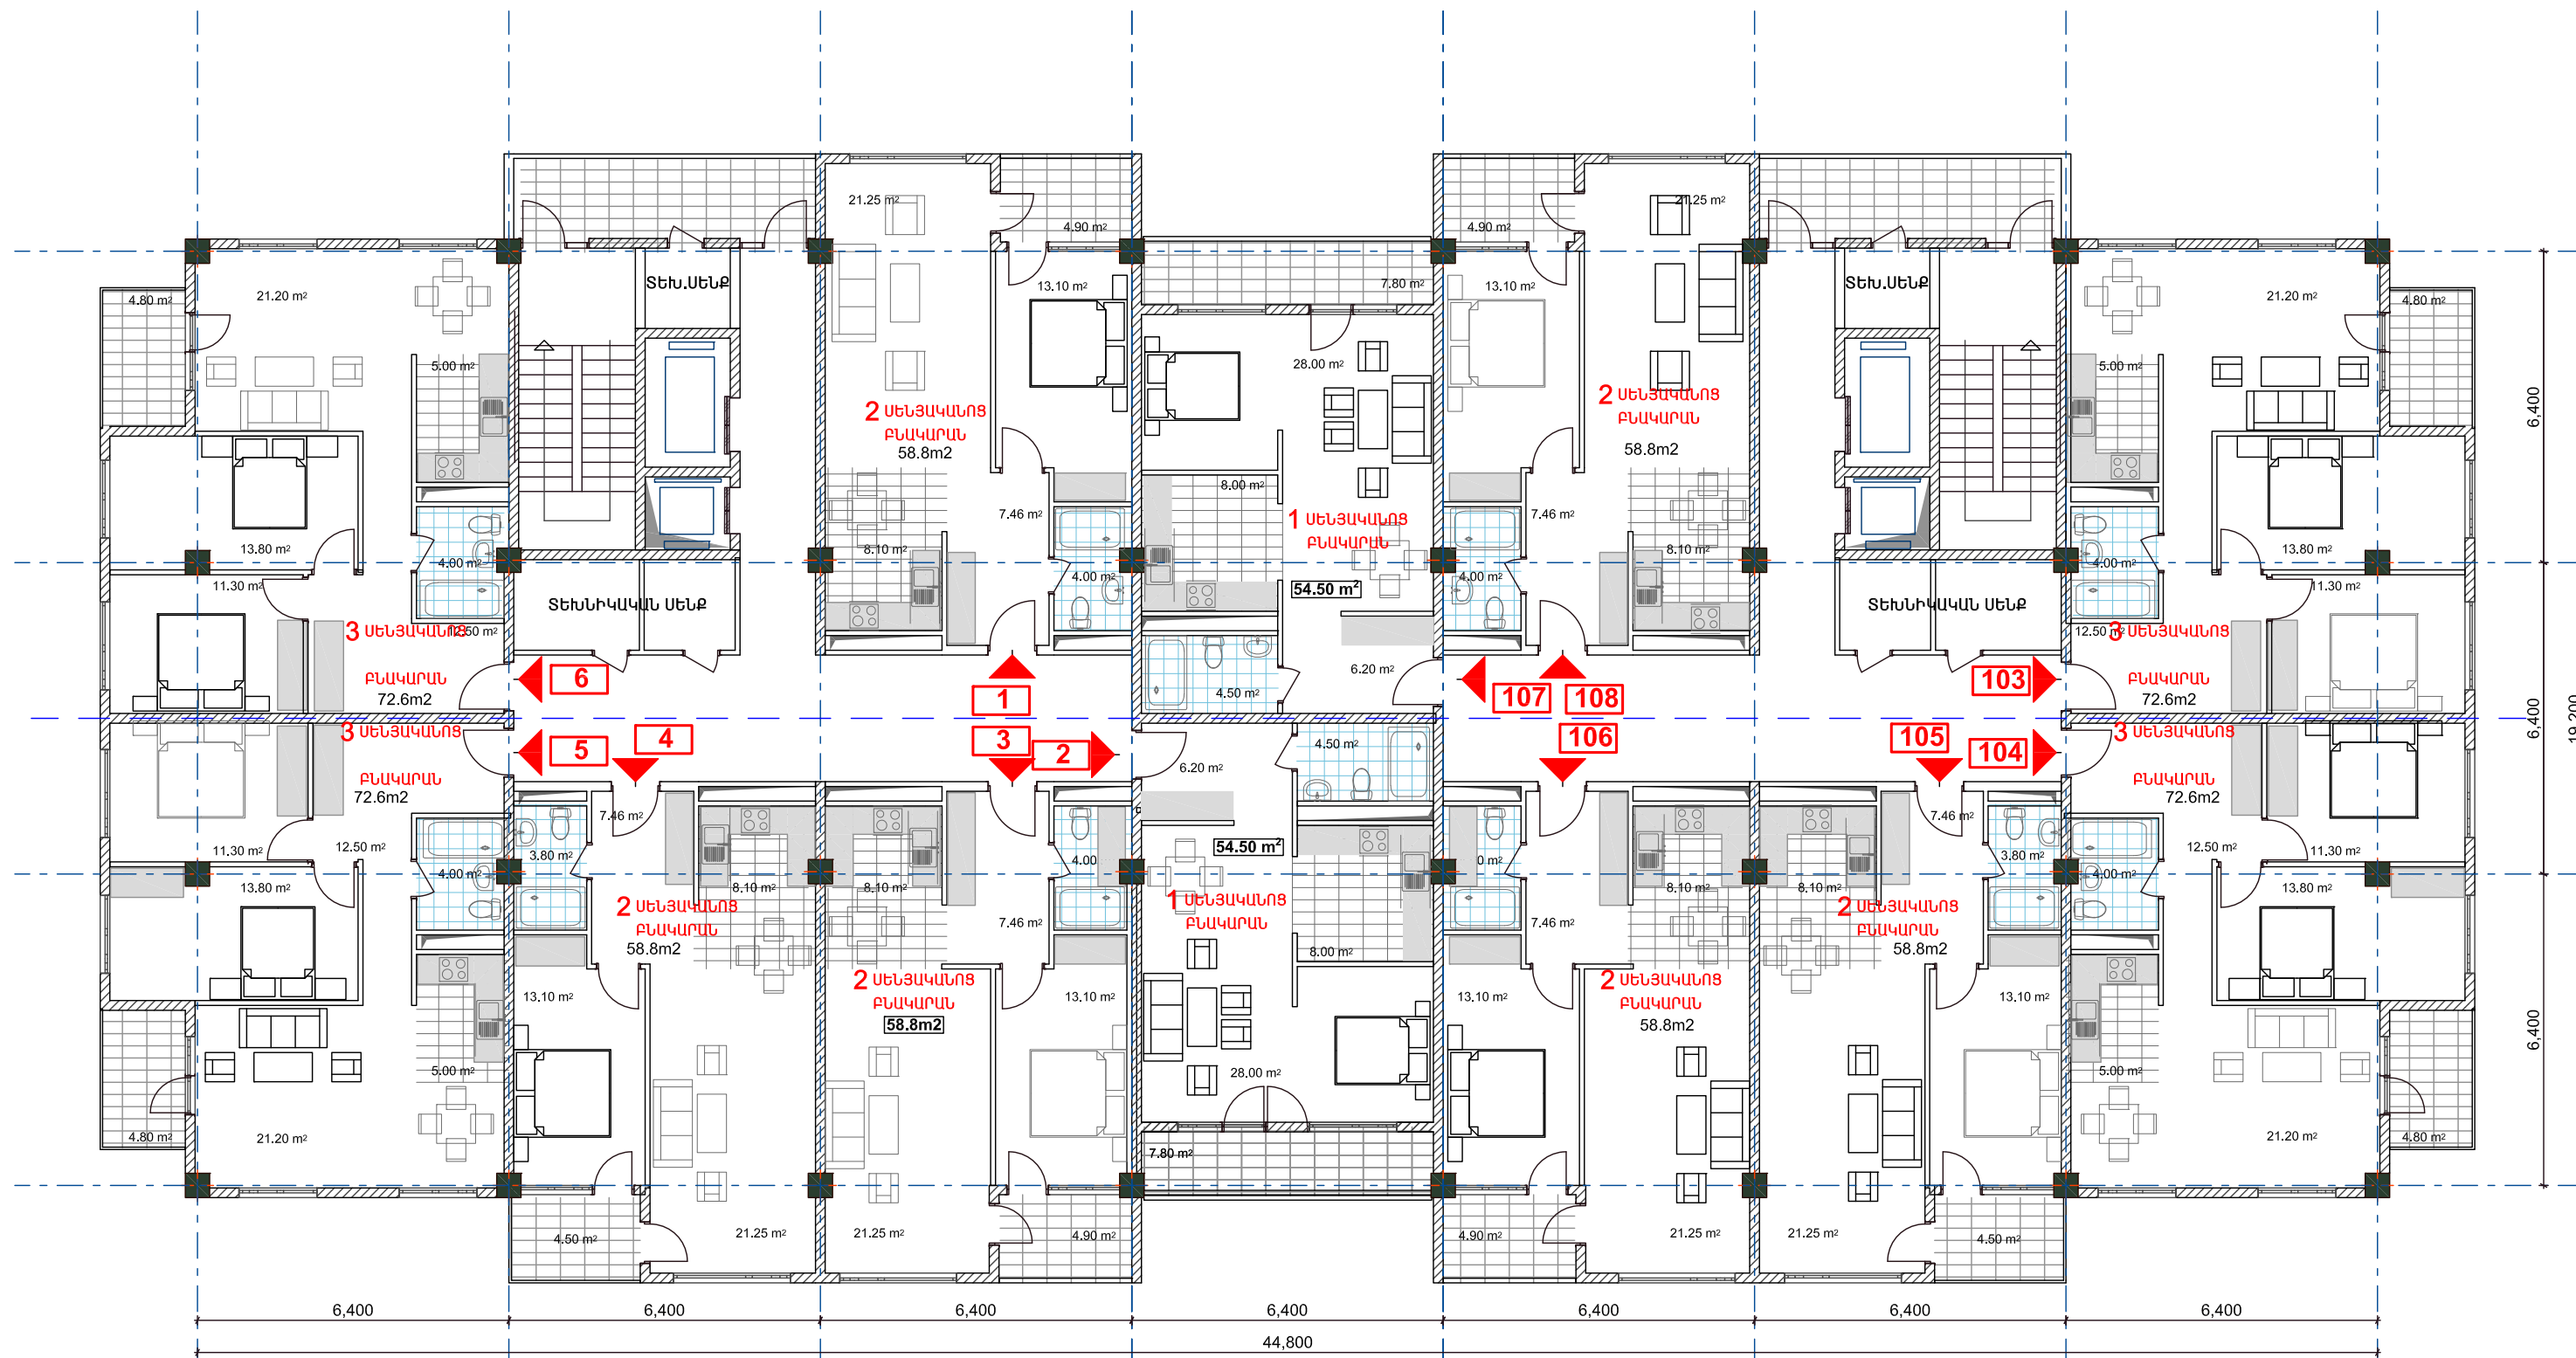 21.25 m²
4.90 m²
4.90 m²
21.25 m²
4.80 m²
21.20 m²
ՏԵԽ.ՍԵՆՔ
13.10 m²
7.80 m²
13.10 m²
ՏԵԽ.ՍԵՆՔ
21.20 m²
4.80 m²
5.00 m²
28.00 m²
5.00 m²
6,400
2 ՍԵՆՅԱԿԱՆՈՑ
ԲՆԱԿԱՐԱՆ
58.8m2
2 ՍԵՆՅԱԿԱՆՈՑ
ԲՆԱԿԱՐԱՆ
58.8m2
8.00 m²
7.46 m²
1 ՍԵՆՅԱԿԱՆՈՑ
ԲՆԱԿԱՐԱՆ
7.46 m²
13.80 m²
4.00 m²
8.10 m²
8.10 m²
4.00 m²
13.80 m²
11.30 m²
4.00 m²
54.50 m²
4.00 m²
11.30 m²
ՏԵԽՆԻԿԱԿԱՆ ՍԵՆՔ
ՏԵԽՆԻԿԱԿԱՆ ՍԵՆՔ
3 ՍԵՆՅԱԿԱՆՈՑ
12.50 m²
12.50 m²
3 ՍԵՆՅԱԿԱՆՈՑ
ԲՆԱԿԱՐԱՆ
72.6m2
6
1
4.50 m²
6.20 m²
107
108
103
ԲՆԱԿԱՐԱՆ
72.6m2
6,400
19,200
3 ՍԵՆՅԱԿԱՆՈՑ
5
4
3
2
4.50 m²
106
105
104
3 ՍԵՆՅԱԿԱՆՈՑ
ԲՆԱԿԱՐԱՆ
72.6m2
6.20 m²
ԲՆԱԿԱՐԱՆ
72.6m2
7.46 m²
7.46 m²
11.30 m²
12.50 m²
3.80 m²
4.00
54.50 m²
0 m²
3.80 m²
12.50 m²
11.30 m²
13.80 m²
4.00 m²
8.10 m²
8.10 m²
8.10 m²
8.10 m²
4.00 m²
13.80 m²
2 ՍԵՆՅԱԿԱՆՈՑ
ԲՆԱԿԱՐԱՆ
58.8m2
7.46 m²
1 ՍԵՆՅԱԿԱՆՈՑ
ԲՆԱԿԱՐԱՆ
7.46 m²
2 ՍԵՆՅԱԿԱՆՈՑ
ԲՆԱԿԱՐԱՆ
58.8m2
8.00 m²
2 ՍԵՆՅԱԿԱՆՈՑ
ԲՆԱԿԱՐԱՆ
58.8m2
2 ՍԵՆՅԱԿԱՆՈՑ
ԲՆԱԿԱՐԱՆ
58.8m2
13.10 m²
13.10 m²
13.10 m²
13.10 m²
6,400
5.00 m²
28.00 m²
5.00 m²
4.80 m²
21.20 m²
7.80 m²
21.20 m²
4.80 m²
4.50 m²
21.25 m²
21.25 m²
4.90 m²
4.90 m²
21.25 m²
21.25 m²
4.50 m²
6,400
6,400
6,400
6,400
6,400
6,400
6,400
44,800